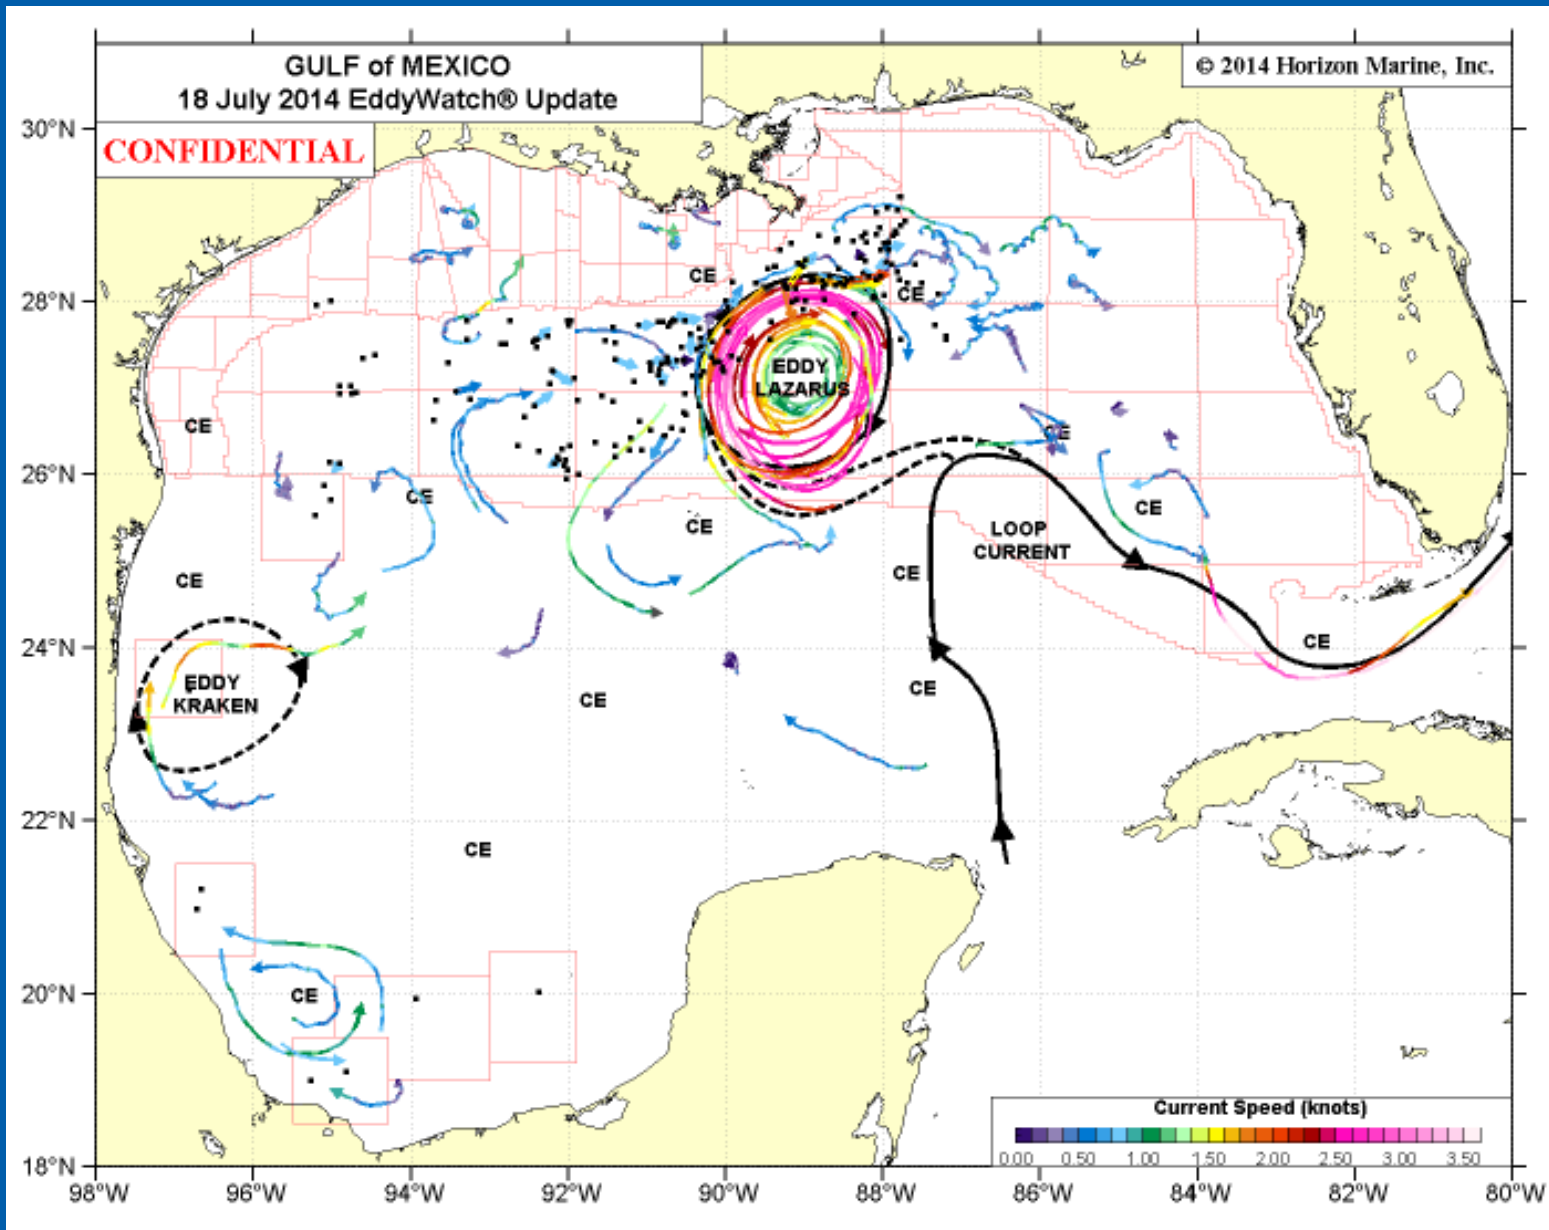 GULF of MEXICO
18 July 2014 EddyWatch® Update
© 2014 Horizon Marine, Inc.
CONFIDENTIAL
30°N
28°N
26°N
24°N
22°N
20°N
18°N
CE
CE
EDDY
LAZARUS
CE
CE
CE
CE
CE
LOOP
CURRENT
CE
CE
CE
EDDY
KRAKEN
CE
CE
CE
CE
CE
Current Speed (knots)
0.00 0.50 1.00 1.50 2.00 2.50 3.00 3.50
98°W 96°W 94°W 92°W 90°W 88°W 86°W 84°W 82°W 80°W